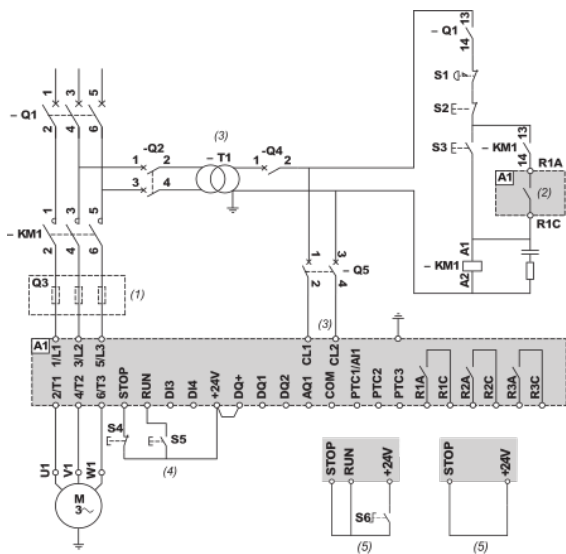 1 3 5
– Q1
2 4 6
-Q2
1 2
3 4
(3)
– T1
-Q4
1 2
– Q1
13
14
S1
S2
S3
– KM1
13
14
R1A
A1
(2)
R1C
– KM1
A1
A2
– KM1
1 3 5
2 4 6
Q3
(1)
1 3
– Q5
2 4
(3)
A1
1/L1 3/L2 5/L3 CL1 CL2
2/T1 4/T2 6/T3 STOP RUN DI3 DI4 +24V DQ+ DQ1 DQ2 AQ1 COM PTC1/AI1 PTC2 PTC3 R1A R1C R2A R2C R3A R3C
S4 S5
(4)
U1 V1 W1
M
3
STOP RUN +24V
S6
(5)
STOP +24V
(5)